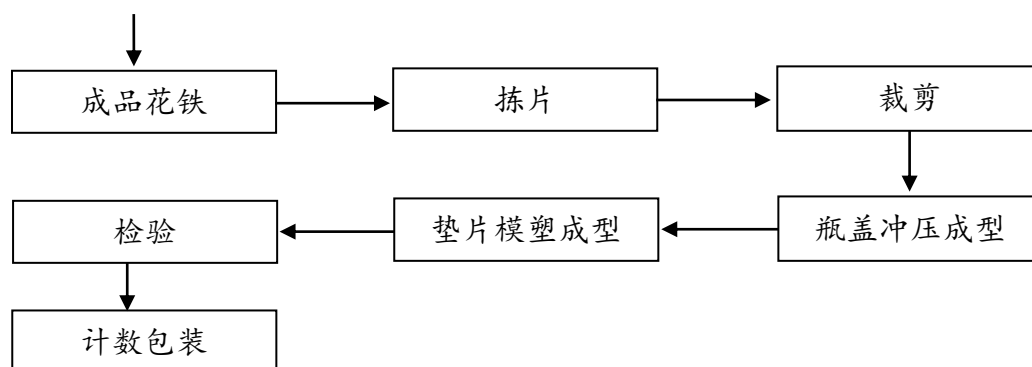 成品花铁
拣片
裁剪
瓶盖冲压成型
垫片模塑成型
检验
计数包装